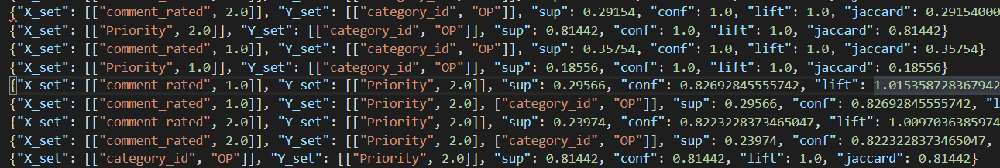 {"X_set": [["comment_rated", 2.0]], "Y_set": [["category_id", "OP"]], "sup": 0.29154, "conf": 1.0, "lift": 1.0, "jaccard": 0.29154000
{"X_set": [["Priority", 2.0]], "Y_set": [["category_id", "OP"]], "sup": 0.81442, "conf": 1.0, "lift": 1.0, "jaccard": 0.81442}
{"X_set": [["comment_rated", 1.0]], "Y_set": [["category_id", "OP"]], "sup": 0.35754, "conf": 1.0, "lift": 1.0, "jaccard": 0.35754}
{"X_set": [["Priority", 1.0]], "Y_set": [["category_id", "OP"]], "sup": 0.18556, "conf": 1.0, "lift": 1.0, "jaccard": 0.18556}
{"X_set": [["comment_rated", 1.0]], "Y_set": [["Priority", 2.0]], "sup": 0.29566, "conf": 0.82692845555742, "lift": 1.015358728367942
{"X_set": [["comment_rated", 1.0]], "Y_set": [["Priority", 2.0], ["category_id", "OP"]], "sup": 0.29566, "conf": 0.82692845555742, "l
{"X_set": [["comment_rated", 2.0]], "Y_set": [["Priority", 2.0]], "sup": 0.23974, "conf": 0.8223228373465047, "lift": 1.0097036385974
{"X_set": [["comment_rated", 2.0]], "Y_set": [["Priority", 2.0], ["category_id", "OP"]], "sup": 0.23974, "conf": 0.8223228373465047,
{"X_set": [["category_id", "OP"]], "Y_set": [["Priority", 2.0]], "sup": 0.81442, "conf": 0.81442, "lift": 1.0, "jaccard": 0.81442}